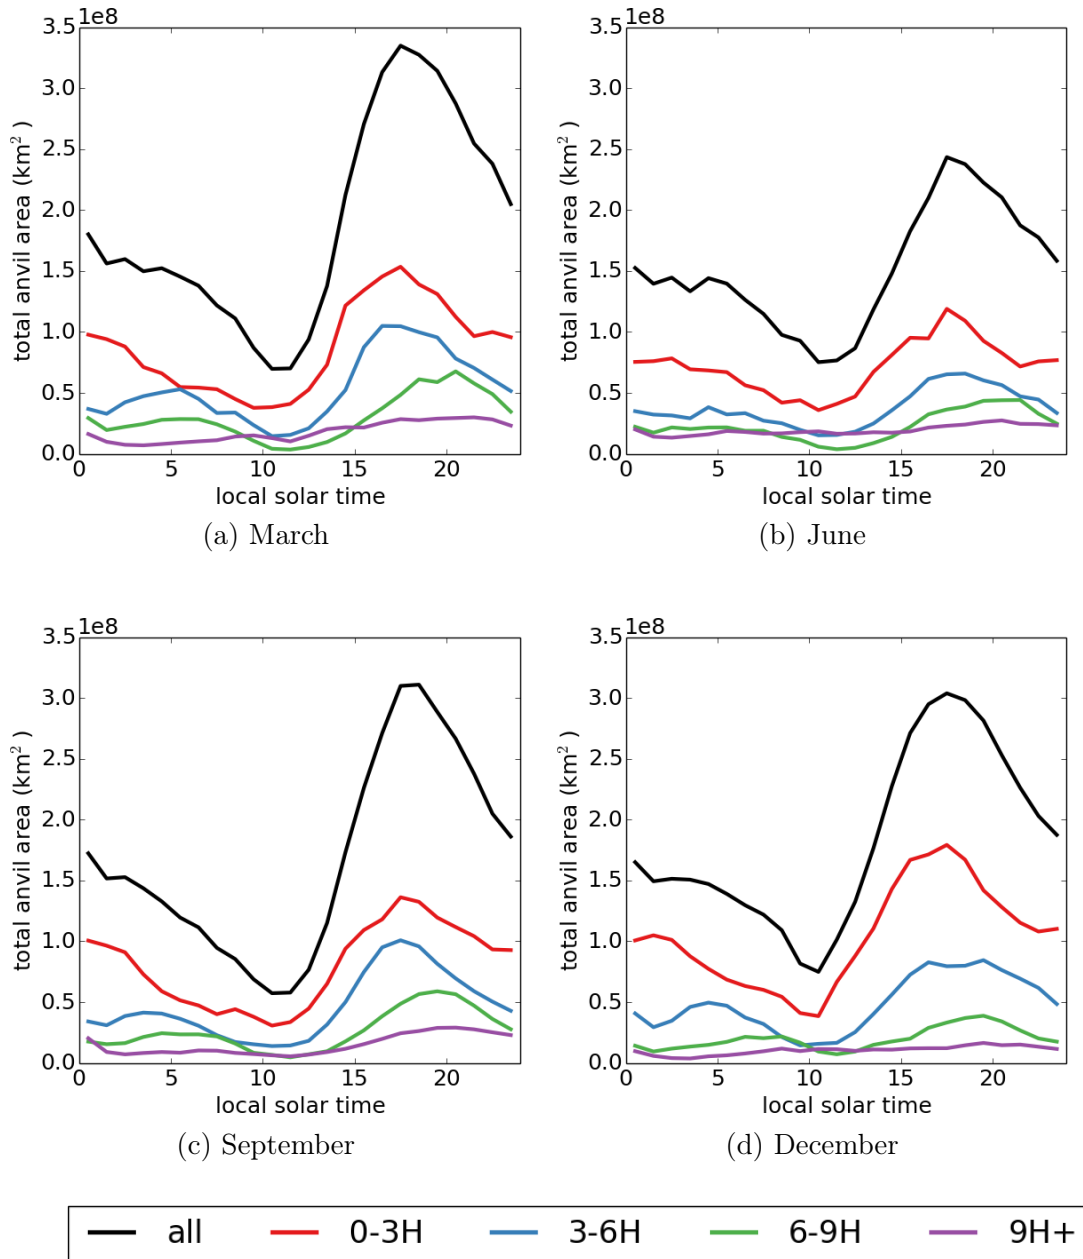 1e8
3.5
3.0
2.5
2.0
1.5
1.0
0.5
0.0
total anvil area (km² )
0 5 10 15 20
local solar time
(a) March
1e8
3.5
3.0
2.5
2.0
1.5
1.0
0.5
0.0
total anvil area (km² )
0 5 10 15 20
local solar time
(b) June
1e8
3.5
3.0
2.5
2.0
1.5
1.0
0.5
0.0
total anvil area (km² )
0 5 10 15 20
local solar time
(c) September
1e8
3.5
3.0
2.5
2.0
1.5
1.0
0.5
0.0
total anvil area (km² )
0 5 10 15 20
local solar time
(d) December
all 0-3H 3-6H 6-9H 9H+